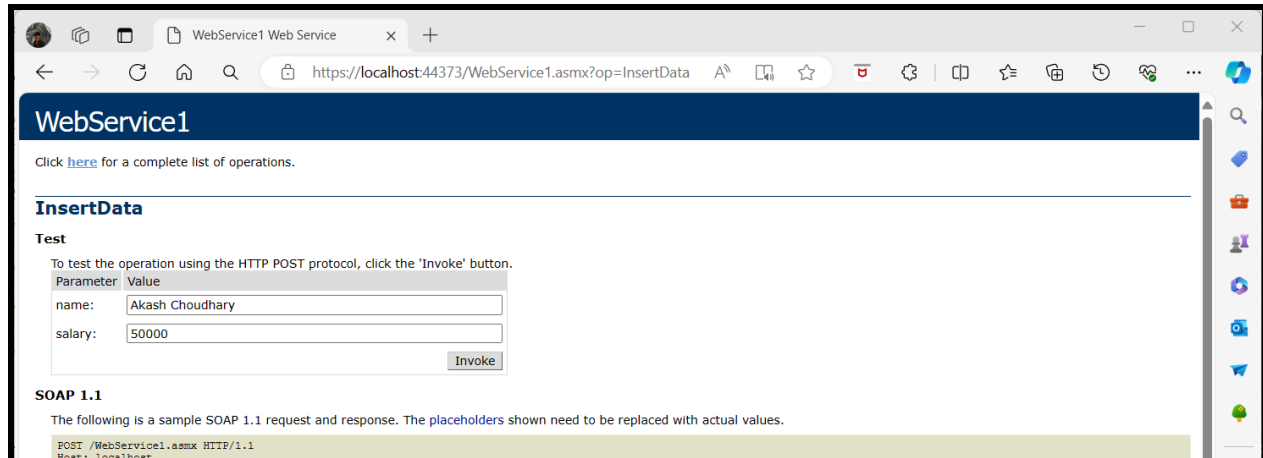 WebService1 Web Service
https://localhost:44373/WebService1.asmx?op=InsertData
WebService1
Click here for a complete list of operations.
InsertData
Test
To test the operation using the HTTP POST protocol, click the 'Invoke' button.
Parameter Value
name: Akash Choudhary
salary: 50000
Invoke
SOAP 1.1
The following is a sample SOAP 1.1 request and response. The placeholders shown need to be replaced with actual values.
POST /WebService1.asmx HTTP/1.1
Host: localhost